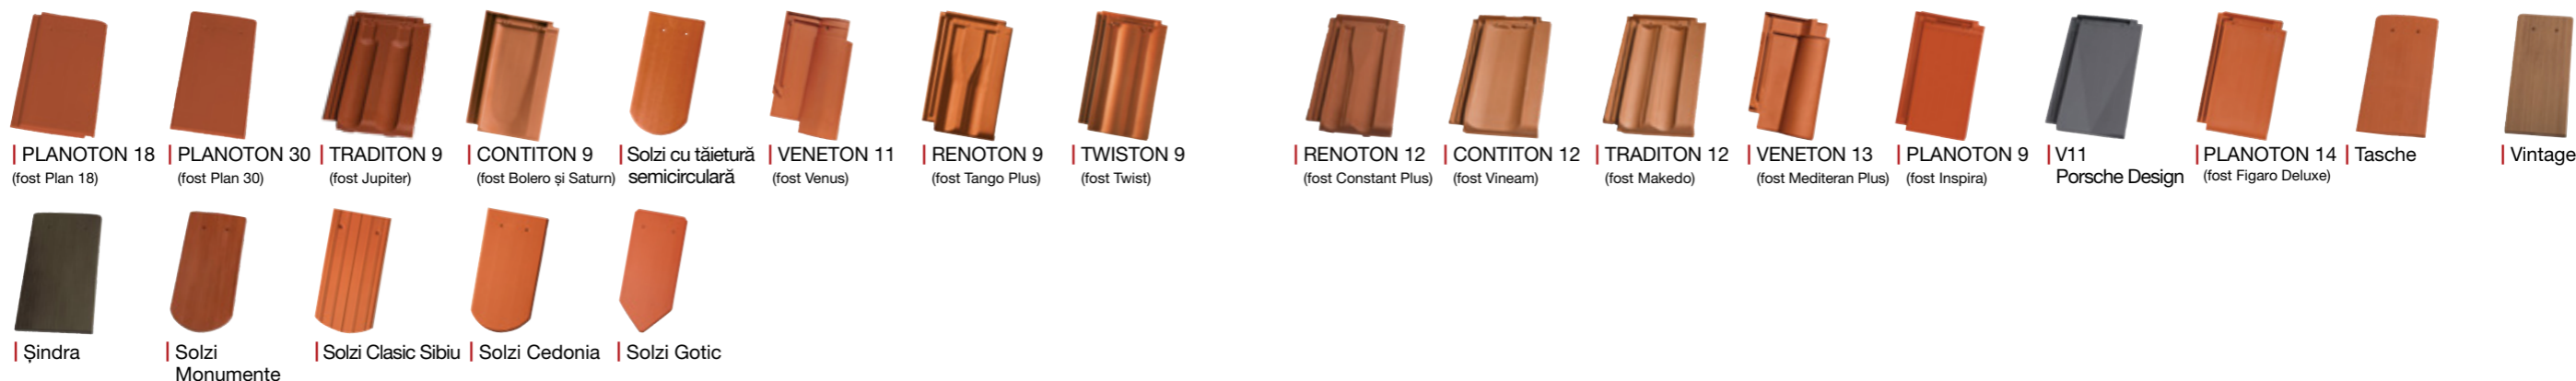 PLANOTON 18
(fost Plan 18)
PLANOTON 30
(fost Plan 30)
TRADITON 9
(fost Jupiter)
CONTITON 9
(fost Bolero și Saturn)
Solzi cu tăietură
semicirculară
VENETON 11
(fost Venus)
RENOTON 9
(fost Tango Plus)
TWISTON 9
(fost Twist)
RENOTON 12
(fost Constant Plus)
CONTITON 12
(fost Vineam)
TRADITON 12
(fost Makedo)
VENETON 13
(fost Mediteran Plus)
PLANOTON 9
(fost Inspira)
V11
Porsche Design
PLANOTON 14
(fost Figaro Deluxe)
Tasche
Vintage
Șindra
Solzi
Monumente
Solzi Clasic Sibiu
Solzi Cedonia
Solzi Gotic